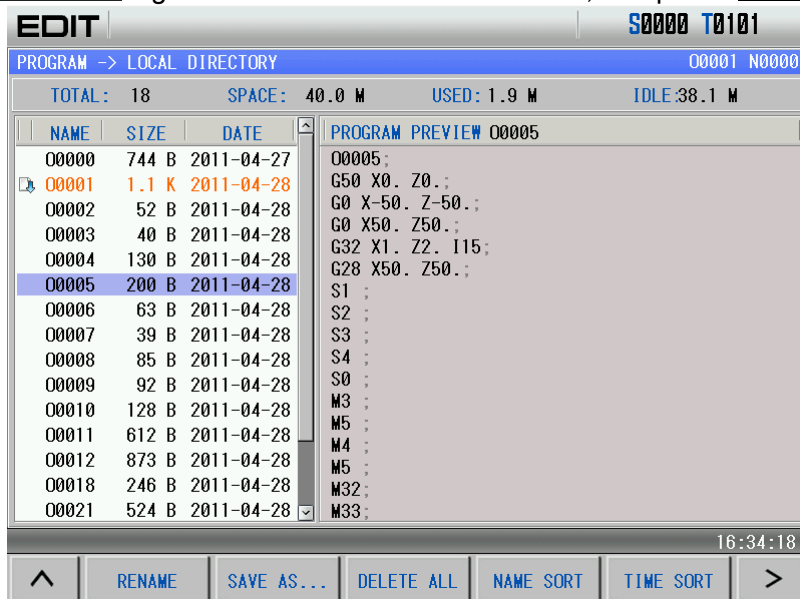 EDIT S0000 T0101
PROGRAM -> LOCAL DIRECTORY O0001 N0000
TOTAL: 18 SPACE: 40.0 M USED: 1.9 M IDLE:38.1 M
NAME SIZE DATE
O0000 744 B 2011-04-27
O0001 1.1 K 2011-04-28
O0002 52 B 2011-04-28
O0003 40 B 2011-04-28
O0004 130 B 2011-04-28
O0005 200 B 2011-04-28
O0006 63 B 2011-04-28
O0007 39 B 2011-04-28
O0008 85 B 2011-04-28
O0009 92 B 2011-04-28
O0010 128 B 2011-04-28
O0011 612 B 2011-04-28
O0012 873 B 2011-04-28
O0018 246 B 2011-04-28
O0021 524 B 2011-04-28
PROGRAM PREVIEW O0005
O0005;
G50 X0. Z0.;
G0 X-50. Z-50.;
G0 X50. Z50.;
G32 X1. Z2. I15;
G28 X50. Z50.;
S1 ;
S2 ;
S3 ;
S4 ;
S0 ;
M3 ;
M5 ;
M4 ;
M5 ;
M32;
M33;
16:34:18
RENAME SAVE AS... DELETE ALL NAME SORT TIME SORT >